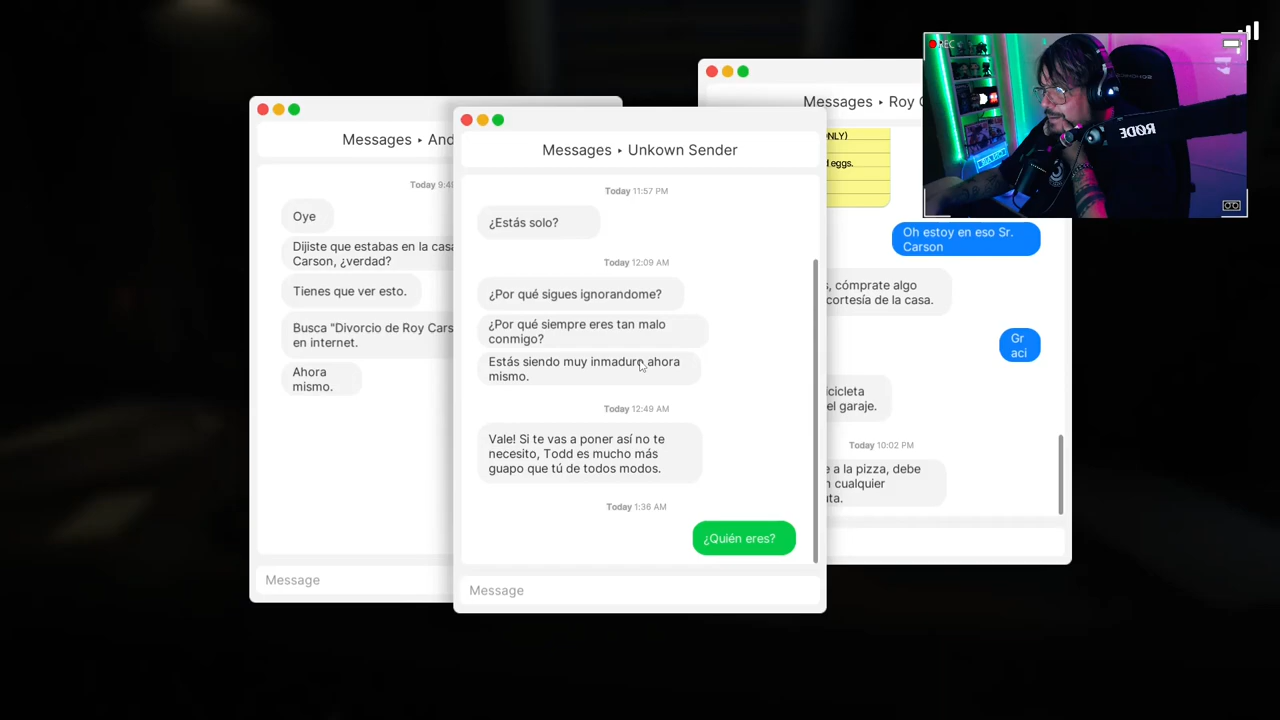 Messages ‣ And
Today 9:4
Oye
Dijiste que estabas en la casa
Carson, ¿verdad?
Tienes que ver esto.
Busca "Divorcio de Roy Cars
en internet.
Ahora
mismo.
Message
Messages ‣ Unkown Sender
Today 11:57 PM
¿Estás solo?
Today 12:09 AM
¿Por qué sigues ignorandome?
¿Por qué siempre eres tan malo
conmigo?
Estás siendo muy inmaduro ahora
mismo.
Today 12:49 AM
Vale! Si te vas a poner así no te
necesito, Todd es mucho más
guapo que tú de todos modos.
Today 1:36 AM
¿Quién eres?
Message
Messages ‣ Roy
ONLY)
eggs.
Oh estoy en eso Sr.
Carson
, cómprate algo
cortesía de la casa.
Gr
aci
icicleta
el garaje.
Today 10:02 PM
e a la pizza, debe
n cualquier
uta.
REC
RØDE